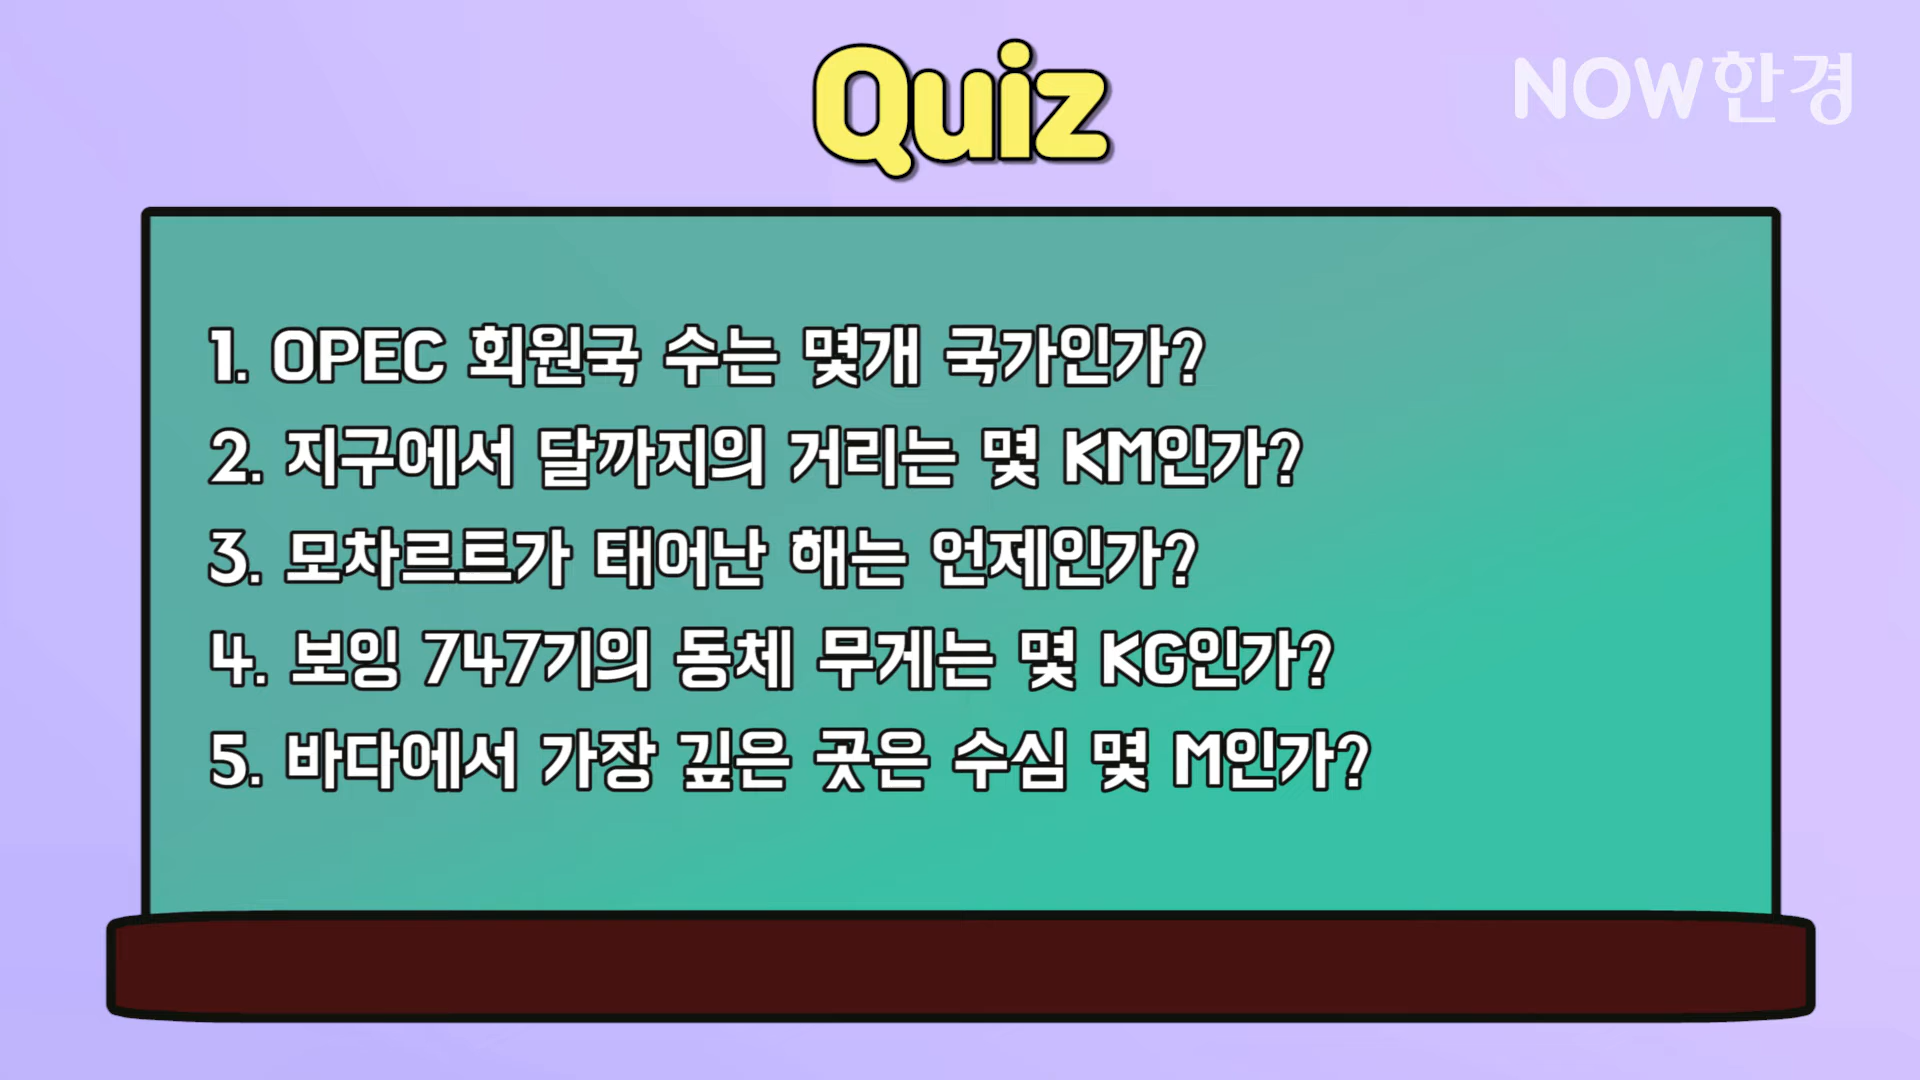 Quiz
NOW한경
1. OPEC 회원국 수는 몇개 국가인가?
2. 지구에서 달까지의 거리는 몇 KM인가?
3. 모차르트가 태어난 해는 언제인가?
4. 보잉 747기의 동체 무게는 몇 KG인가?
5. 바다에서 가장 깊은 곳은 수심 몇 M인가?